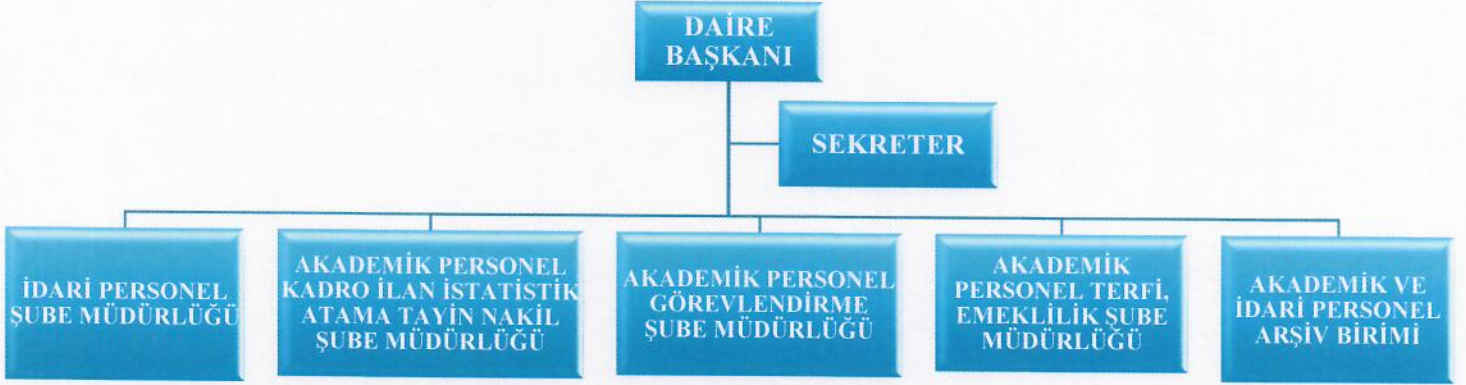 DAİRE
BAŞKANI
SEKRETER
İDARİ PERSONEL
ŞUBE MÜDÜRLÜĞÜ
AKADEMİK PERSONEL
KADRO İLAN İSTATİSTİK
ATAMA TAYİN NAKİL
ŞUBE MÜDÜRLÜĞÜ
AKADEMİK PERSONEL
GÖREVLENDİRME
ŞUBE MÜDÜRLÜĞÜ
AKADEMİK
PERSONEL TERFİ,
EMEKLİLİK ŞUBE
MÜDÜRLÜĞÜ
AKADEMİK VE
İDARİ PERSONEL
ARŞİV BİRİMİ